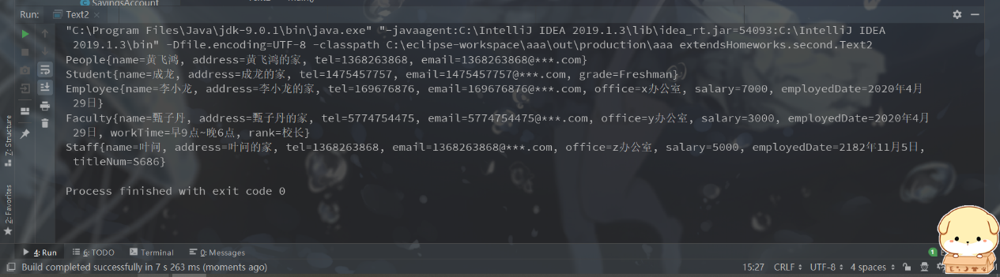 SavingsAccount
Run: Text2 ×
"C:\Program Files\Java\jdk-9.0.1\bin\java.exe" "-javaagent:C:\IntelliJ IDEA 2019.1.3\lib\idea_rt.jar=54093:C:\IntelliJ IDEA
2019.1.3\bin" -Dfile.encoding=UTF-8 -classpath C:\eclipse-workspace\aaa\out\production\aaa extendsHomeworks.second.Text2
People{name=黄飞鸿, address=黄飞鸿的家, tel=1368263868, email=1368263868@***.com}
Student{name=成龙, address=成龙的家, tel=1475457757, email=1475457757@***.com, grade=Freshman}
Employee{name=李小龙, address=李小龙的家, tel=169676876, email=169676876@***.com, office=x办公室, salary=7000, employedDate=2020年4月
29日}
Faculty{name=甄子丹, address=甄子丹的家, tel=5774754475, email=5774754475@***.com, office=y办公室, salary=3000, employedDate=2020年4月
29日, workTime=早9点~晚6点, rank=校长}
Staff{name=叶问, address=叶问的家, tel=1368263868, email=1368263868@***.com, office=z办公室, salary=5000, employedDate=2182年11月5日,
titleNum=S686}
Process finished with exit code 0
7: Structure
2: Favorites
4: Run 6: TODO Terminal 0: Messages 1
Build completed successfully in 7 s 263 ms (moments ago) 15:27 CRLF UTF-8 4 spaces